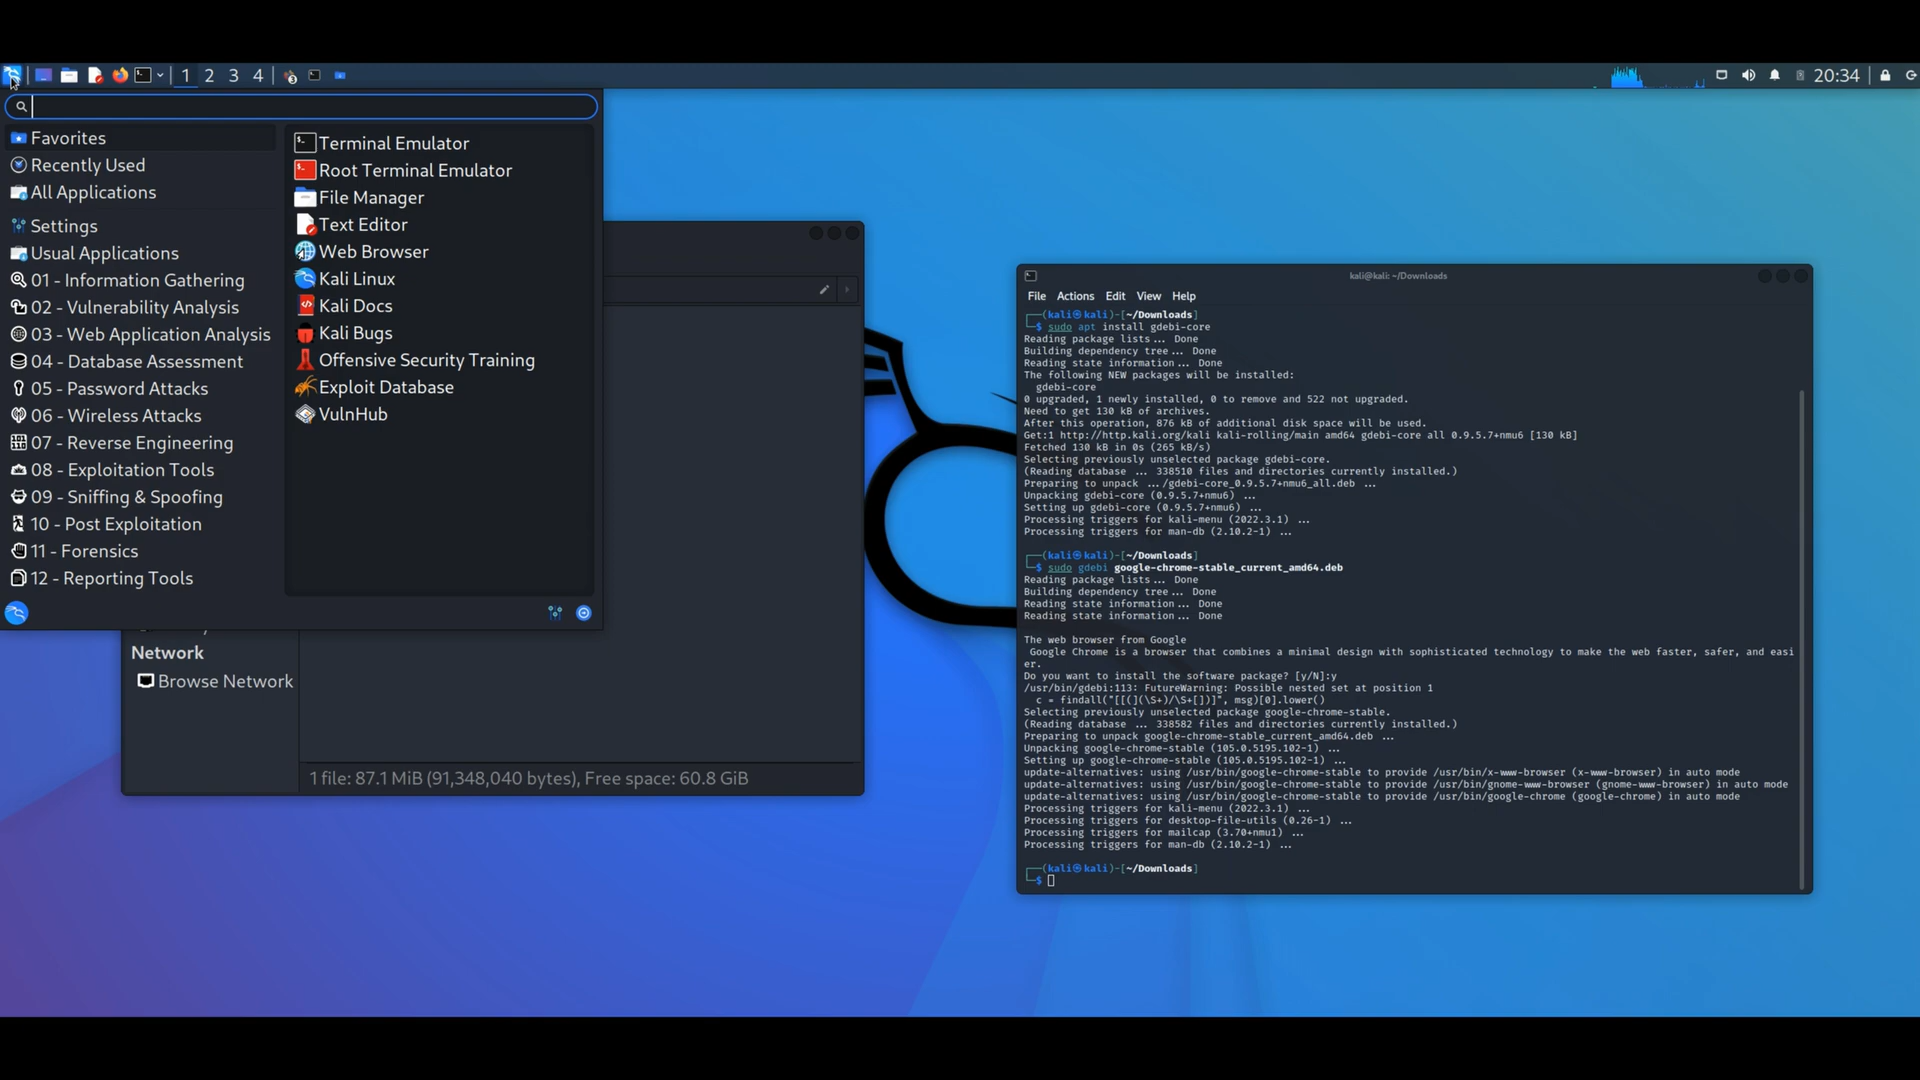 1 2 3 4
20:34
Favorites
Recently Used
All Applications
Settings
Usual Applications
01 - Information Gathering
02 - Vulnerability Analysis
03 - Web Application Analysis
04 - Database Assessment
05 - Password Attacks
06 - Wireless Attacks
07 - Reverse Engineering
08 - Exploitation Tools
09 - Sniffing & Spoofing
10 - Post Exploitation
11 - Forensics
12 - Reporting Tools
Terminal Emulator
Root Terminal Emulator
File Manager
Text Editor
Web Browser
Kali Linux
Kali Docs
Kali Bugs
Offensive Security Training
Exploit Database
VulnHub
Network
Browse Network
1 file: 87.1 MiB (91,348,040 bytes), Free space: 60.8 GiB
kali@kali: ~/Downloads
File Actions Edit View Help
┌──(kali㉿kali)-[~/Downloads]
└─$ sudo apt install gdebi-core
Reading package lists... Done
Building dependency tree... Done
Reading state information... Done
The following NEW packages will be installed:
gdebi-core
0 upgraded, 1 newly installed, 0 to remove and 522 not upgraded.
Need to get 130 kB of archives.
After this operation, 876 kB of additional disk space will be used.
Get:1 http://http.kali.org/kali kali-rolling/main amd64 gdebi-core all 0.9.5.7+nmu6 [130 kB]
Fetched 130 kB in 0s (265 kB/s)
Selecting previously unselected package gdebi-core.
(Reading database ... 338510 files and directories currently installed.)
Preparing to unpack .../gdebi-core_0.9.5.7+nmu6_all.deb ...
Unpacking gdebi-core (0.9.5.7+nmu6) ...
Setting up gdebi-core (0.9.5.7+nmu6) ...
Processing triggers for kali-menu (2022.3.1) ...
Processing triggers for man-db (2.10.2-1) ...
┌──(kali㉿kali)-[~/Downloads]
└─$ sudo gdebi google-chrome-stable_current_amd64.deb
Reading package lists... Done
Building dependency tree... Done
Reading state information... Done
Reading state information... Done
The web browser from Google
Google Chrome is a browser that combines a minimal design with sophisticated technology to make the web faster, safer, and easi
er.
Do you want to install the software package? [y/N]:y
/usr/bin/gdebi:113: FutureWarning: Possible nested set at position 1
c = findall("[[(](\S+)/\S+[])]", msg)[0].lower()
Selecting previously unselected package google-chrome-stable.
(Reading database ... 338582 files and directories currently installed.)
Preparing to unpack google-chrome-stable_current_amd64.deb ...
Unpacking google-chrome-stable (105.0.5195.102-1) ...
Setting up google-chrome-stable (105.0.5195.102-1) ...
update-alternatives: using /usr/bin/google-chrome-stable to provide /usr/bin/x-www-browser (x-www-browser) in auto mode
update-alternatives: using /usr/bin/google-chrome-stable to provide /usr/bin/gnome-www-browser (gnome-www-browser) in auto mode
update-alternatives: using /usr/bin/google-chrome-stable to provide /usr/bin/google-chrome (google-chrome) in auto mode
Processing triggers for kali-menu (2022.3.1) ...
Processing triggers for desktop-file-utils (0.26-1) ...
Processing triggers for mailcap (3.70+nmu1) ...
Processing triggers for man-db (2.10.2-1) ...
┌──(kali㉿kali)-[~/Downloads]
└─$